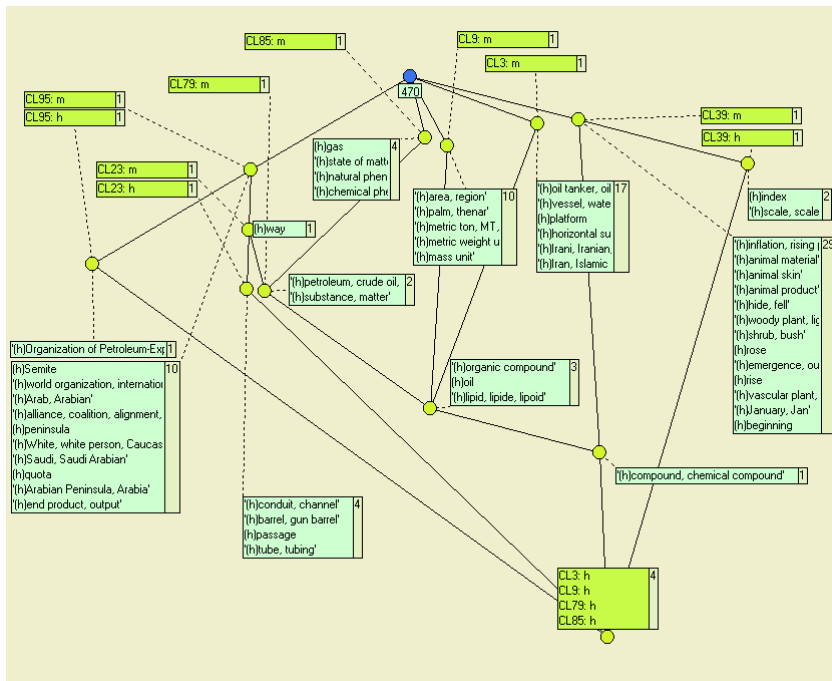 CL85: m 1
CL9: m 1
CL3: m 1
CL79: m 1
CL95: m 1
CL95: h 1
CL39: m 1
CL39: h 1
CL23: m 1
CL23: h 1
470
(h)gas 4
'(h)state of matt
'(h)natural phen
'(h)chemical phe
'(h)area, region' 10
'(h)palm, thenar'
'(h)metric ton, MT,
'(h)metric weight u
'(h)mass unit'
'(h)oil tanker, oil 17
'(h)vessel, wate
(h)platform
'(h)horizontal su
'(h)Irani, Iranian,
'(h)Iran, Islamic
(h)index 2
'(h)scale, scale
(h)way 1
'(h)inflation, rising 29
'(h)animal material'
'(h)animal skin'
'(h)animal product'
'(h)hide, fell'
'(h)woody plant, lig
'(h)shrub, bush'
(h)rose
'(h)emergence, ou
(h)rise
'(h)vascular plant,
'(h)January, Jan'
(h)beginning
'(h)petroleum, crude oil, 2
'(h)substance, matter'
'(h)Organization of Petroleum-Exp 1
(h)Semite 10
'(h)world organization, internation
'(h)Arab, Arabian'
'(h)alliance, coalition, alignment,
(h)peninsula
'(h)White, white person, Caucas
'(h)Saudi, Saudi Arabian'
(h)quota
'(h)Arabian Peninsula, Arabia'
'(h)end product, output'
'(h)organic compound' 3
(h)oil
'(h)lipid, lipide, lipoid'
'(h)compound, chemical compound' 1
'(h)conduit, channel' 4
'(h)barrel, gun barrel'
(h)passage
'(h)tube, tubing'
CL3: h 4
CL9: h
CL79: h
CL85: h